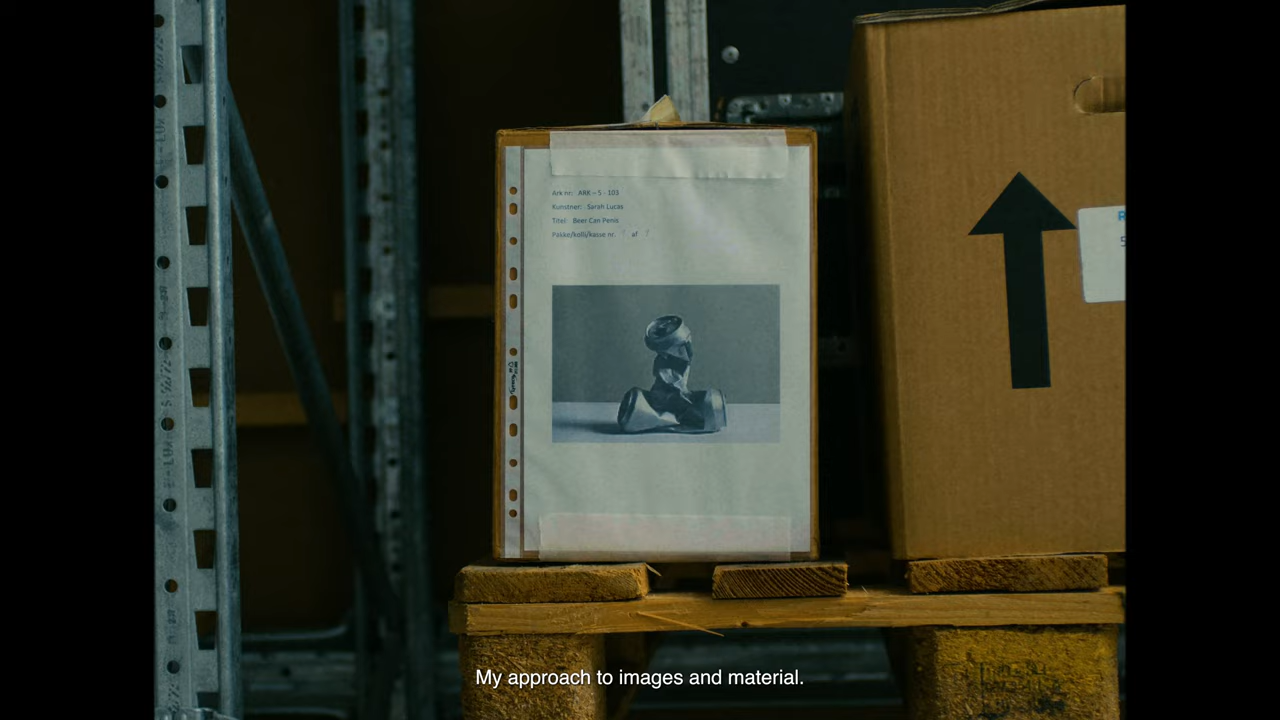 Ark nr: ARK – S - 103
Kunstner: Sarah Lucas
Titel: Beer Can Penis
Pakke/kolli/kasse nr. af
My approach to images and material.